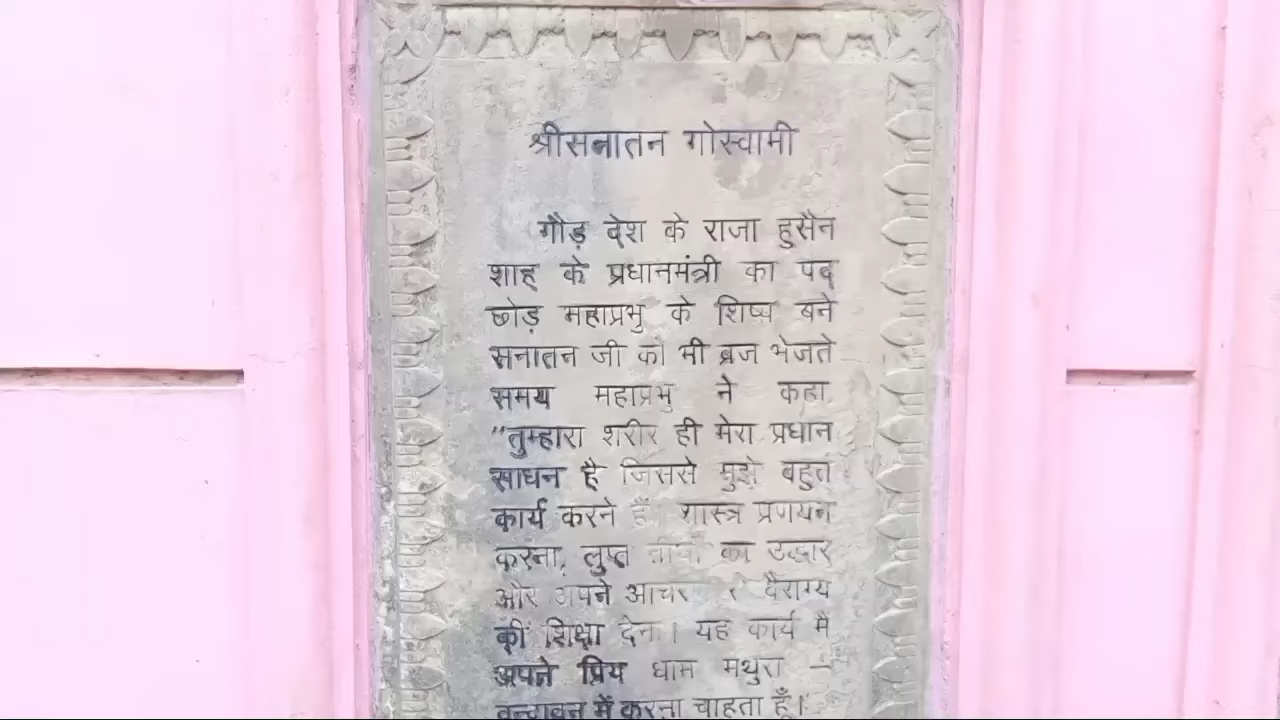 श्रीसनातन गोस्वामी
गौड़ देश के राजा हुसैन
शाह के प्रधानमंत्री का पद
छोड़ महाप्रभु के शिष्य बने
सनातन जी को भी ब्रज भेजते
समय महाप्रभु ने कहा,
"तुम्हारा शरीर ही मेरा प्रधान
साधन है जिससे मुझे बहुत
कार्य करने हैं। शास्त्र प्रणयन
करना, लुप्त का उद्धार
और अपने वैराग्य
की शिक्षा देना। यह कार्य मैं
अपने प्रिय धाम मथुरा -
वृन्दावन में करना चाहता हूँ।